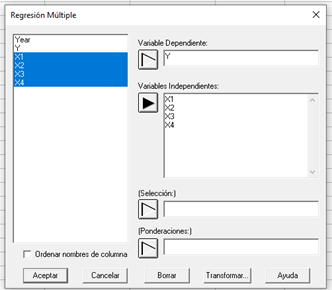 Regresión Múltiple
Year
Y
X1
X2
X3
X4
Variable Dependiente:
Y
Variables Independientes:
X1
X2
X3
X4
(Selección:)
(Ponderaciones:)
Ordenar nombres de columna
Aceptar
Cancelar
Borrar
Transformar...
Ayuda